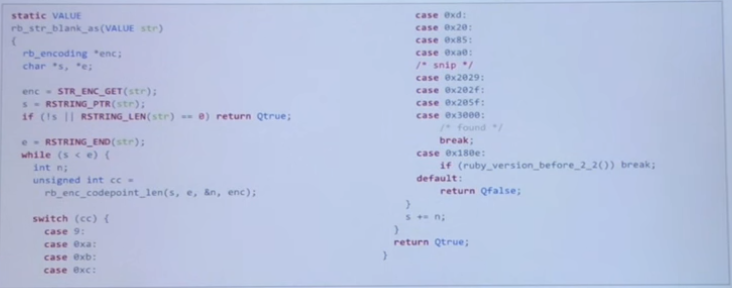 static VALUE
rb_str_blank_as(VALUE str)
{
  rb_encoding *enc;
  char *s, *e;

  enc = STR_ENC_GET(str);
  s = RSTRING_PTR(str);
  if (!s || RSTRING_LEN(str) == 0) return Qtrue;

  e = RSTRING_END(str);
  while (s < e) {
    int n;
    unsigned int cc =
      rb_enc_codepoint_len(s, e, &n, enc);

    switch (cc) {
      case 9:
      case 0xa:
      case 0xb:
      case 0xc:
      case 0xd:
      case 0x20:
      case 0x85:
      case 0xa0:
      /* snip */
      case 0x2029:
      case 0x202f:
      case 0x205f:
      case 0x3000:
          /* found */
          break;
      case 0x180e:
          if (ruby_version_before_2_2()) break;
      default:
          return Qfalse;
    }
    s += n;
  }
  return Qtrue;
}